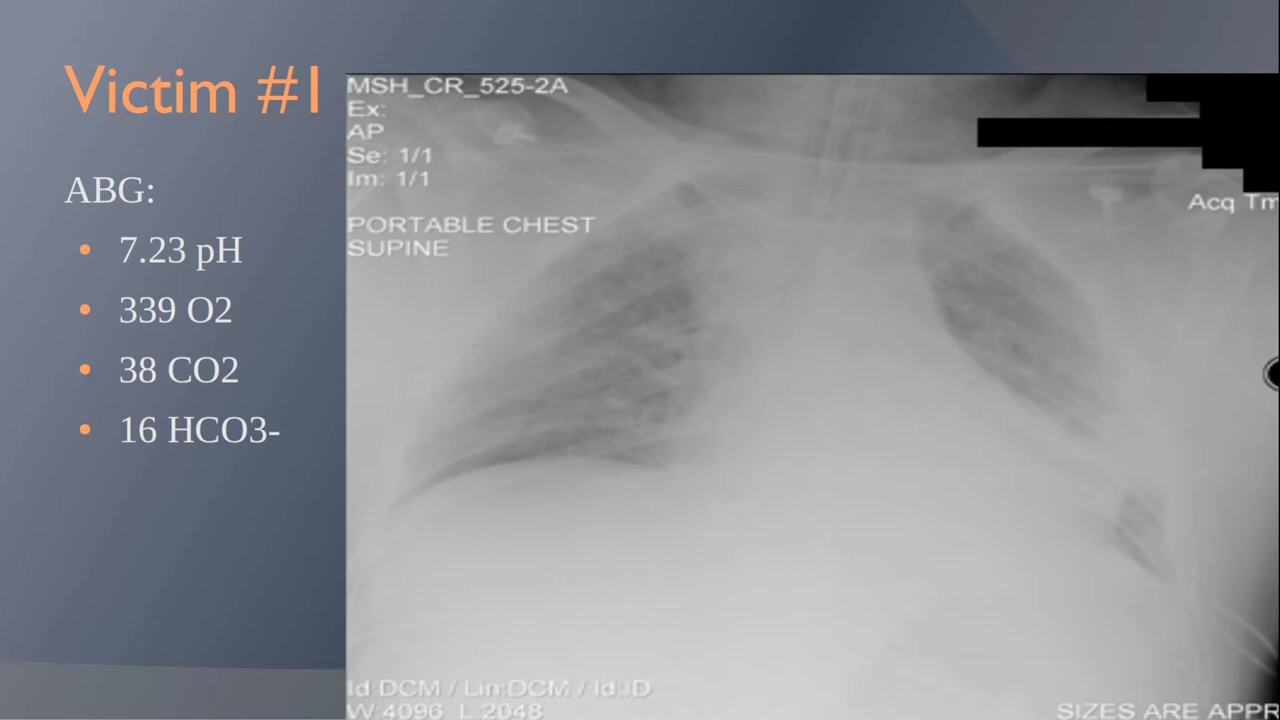 Victim #1
ABG:
• 7.23 pH
• 339 O2
• 38 CO2
• 16 HCO3-
MSH_CR_525-2A
Ex:
AP
Se: 1/1
Im: 1/1
PORTABLE CHEST
SUPINE
Acq Tm
Id:DCM / Lin:DCM / Id:ID
W:4096 L:2048
SIZES ARE APPR